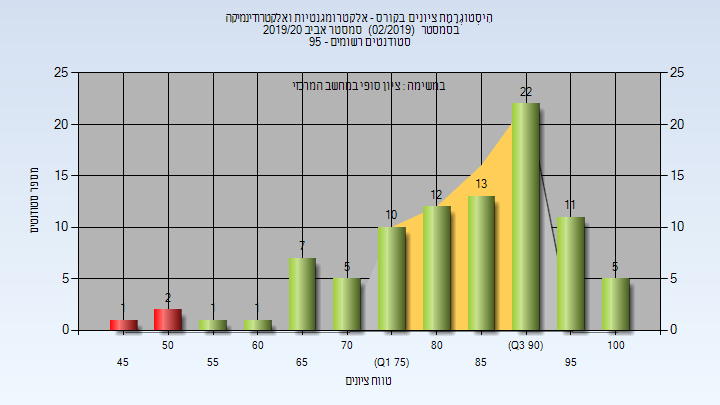 היסטוגרמת ציונים בקורס - אלקטרומגנטיות ואלקטרודינמיקה
בסמסטר (02/2019) סמסטר אביב 2019/20
סטודנטים רשומים - 95
במשימה : ציון סופי במחשב המרכזי
25 25
20 20
15 15
10 10
5 5
0 0
מספר סטודנטים
1 2 1 1 7 5 10 12 13 22 11 5
45 50 55 60 65 70 (Q1 75) 80 85 (Q3 90) 95 100
טווח ציונים